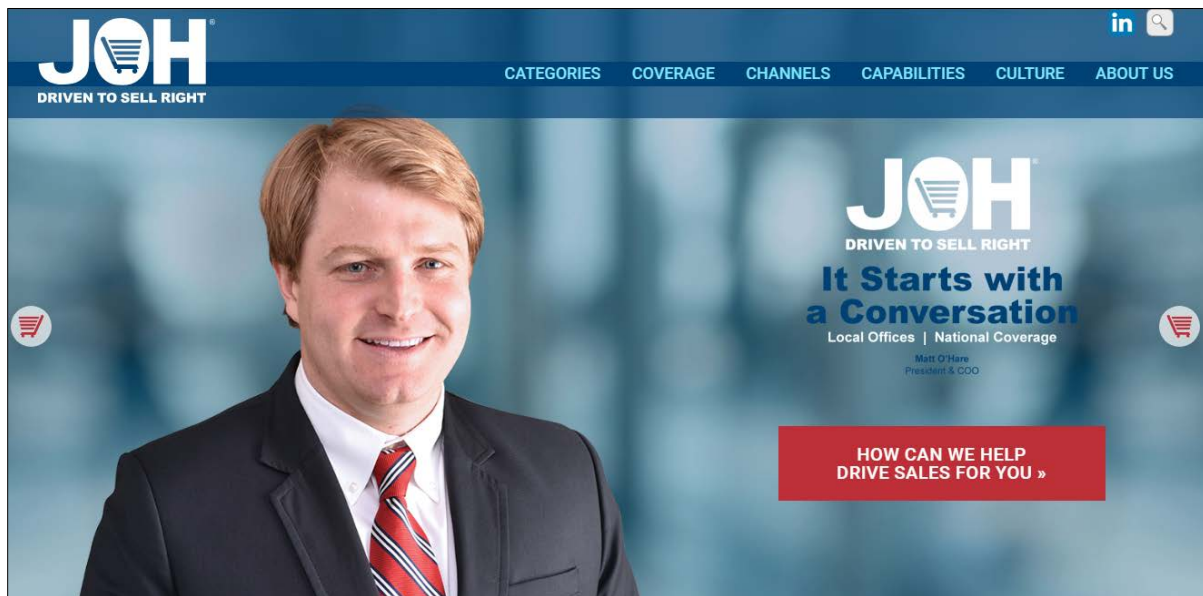 JOH®
DRIVEN TO SELL RIGHT
in
CATEGORIES COVERAGE CHANNELS CAPABILITIES CULTURE ABOUT US
JOH®
DRIVEN TO SELL RIGHT
It Starts with
a Conversation
Local Offices | National Coverage
Matt O'Hare
President & COO
HOW CAN WE HELP
DRIVE SALES FOR YOU »